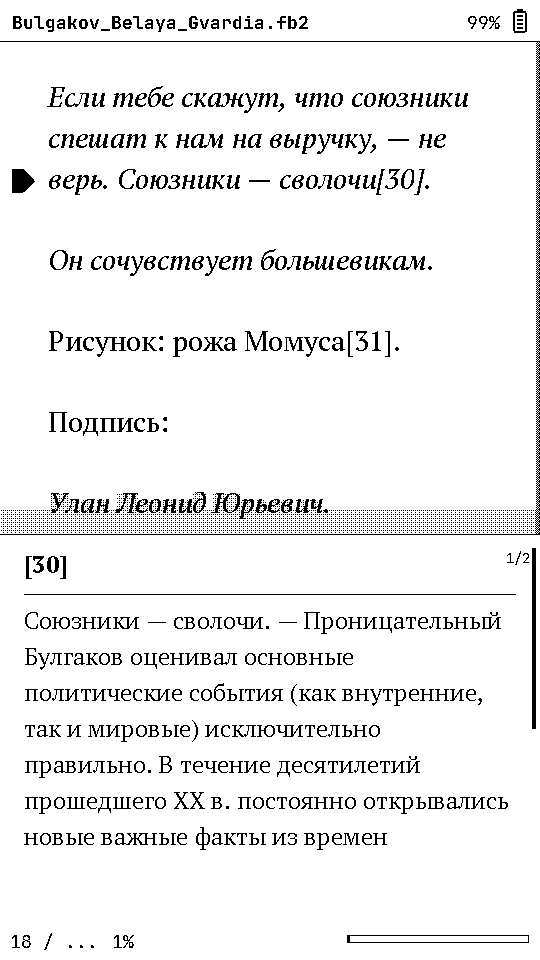 Bulgakov_Belaya_Gvardia.fb2 99%
Если тебе скажут, что союзники
спешат к нам на выручку, — не
верь. Союзники — сволочи[30].
Он сочувствует большевикам.
Рисунок: рожа Момуса[31].
Подпись:
Улан Леонид Юрьевич.
[30] 1/2
Союзники — сволочи. — Проницательный
Булгаков оценивал основные
политические события (как внутренние,
так и мировые) исключительно
правильно. В течение десятилетий
прошедшего XX в. постоянно открывались
новые важные факты из времен
18 / ... 1%